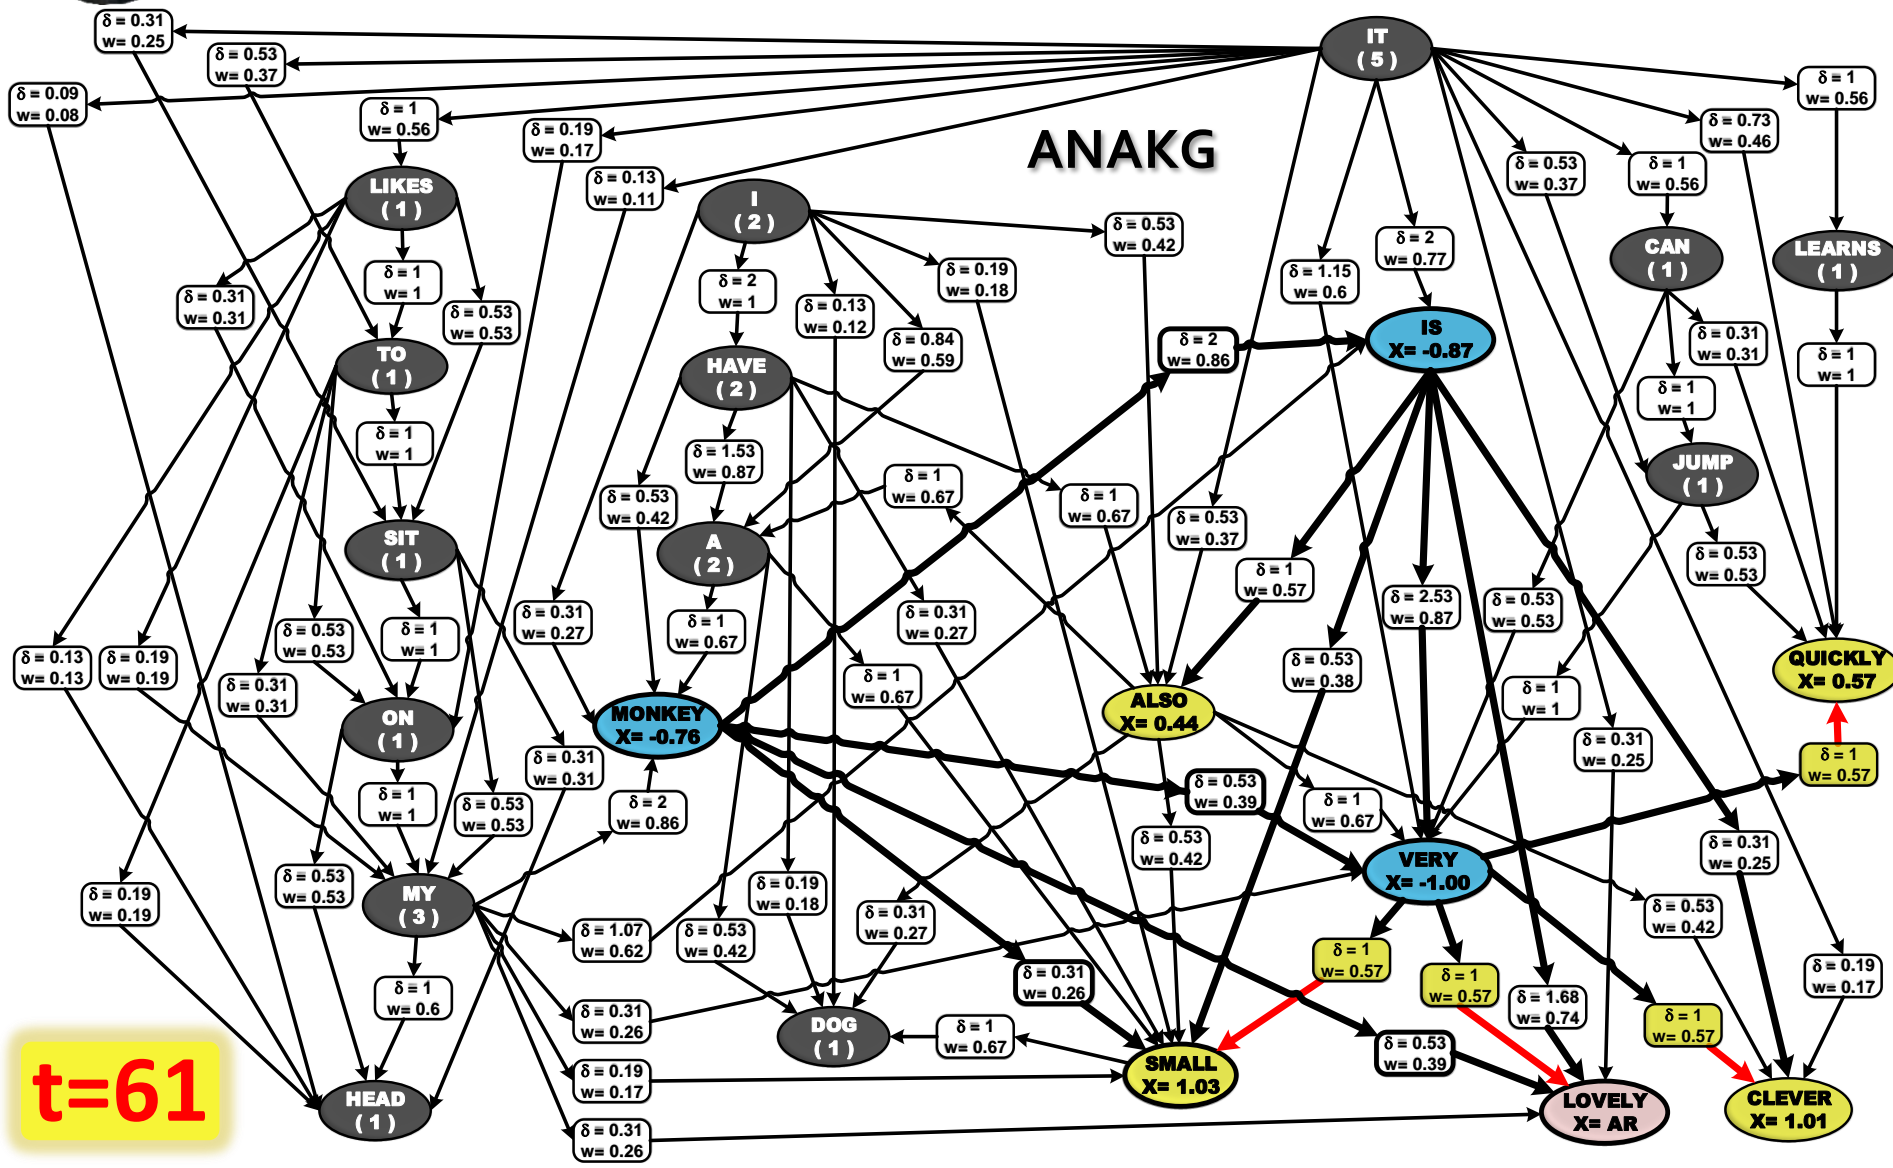 δ = 0.31
w= 0.25
IT
( 5 )
δ = 0.53
w= 0.37
δ = 0.09
w= 0.08
δ = 1
w= 0.56
δ = 1
w= 0.56
δ = 0.19
w= 0.17
ANAKG
δ = 0.73
w= 0.46
δ = 0.53
w= 0.37
δ = 1
w= 0.56
δ = 0.13
w= 0.11
LIKES
( 1 )
I
( 2 )
δ = 0.53
w= 0.42
δ = 2
w= 0.77
CAN
( 1 )
LEARNS
( 1 )
δ = 1
w= 1
δ = 0.31
w= 0.31
δ = 0.53
w= 0.53
δ = 2
w= 1
δ = 0.13
w= 0.12
δ = 0.19
w= 0.18
δ = 1.15
w= 0.6
IS
X= -0.87
δ = 0.84
w= 0.59
δ = 2
w= 0.86
δ = 0.31
w= 0.31
δ = 1
w= 1
TO
( 1 )
HAVE
( 2 )
δ = 1
w= 1
δ = 1
w= 1
δ = 1.53
w= 0.87
δ = 1
w= 0.67
JUMP
( 1 )
δ = 0.53
w= 0.42
δ = 1
w= 0.67
δ = 0.53
w= 0.37
SIT
( 1 )
A
( 2 )
δ = 0.53
w= 0.53
δ = 1
w= 0.57
δ = 2.53
w= 0.87
δ = 0.53
w= 0.53
δ = 0.31
w= 0.27
δ = 0.31
w= 0.27
δ = 1
w= 0.67
δ = 0.53
w= 0.53
δ = 1
w= 1
δ = 0.13
w= 0.13
δ = 0.19
w= 0.19
δ = 0.31
w= 0.31
δ = 1
w= 0.67
δ = 0.53
w= 0.38
QUICKLY
X= 0.57
δ = 1
w= 1
ON
( 1 )
MONKEY
X= -0.76
ALSO
X= 0.44
δ = 0.31
w= 0.25
δ = 1
w= 0.57
δ = 0.31
w= 0.31
δ = 1
w= 1
δ = 0.53
w= 0.53
δ = 2
w= 0.86
δ = 0.53
w= 0.39
δ = 1
w= 0.67
δ = 0.53
w= 0.42
δ = 0.31
w= 0.25
VERY
X= -1.00
δ = 0.19
w= 0.19
δ = 0.53
w= 0.53
MY
( 3 )
δ = 0.19
w= 0.18
δ = 0.31
w= 0.27
δ = 0.53
w= 0.42
δ = 1.07
w= 0.62
δ = 0.53
w= 0.42
δ = 1
w= 0.57
δ = 1
w= 0.57
δ = 0.19
w= 0.17
δ = 1
w= 0.6
δ = 0.31
w= 0.26
δ = 1.68
w= 0.74
δ = 1
w= 0.57
δ = 0.31
w= 0.26
DOG
( 1 )
δ = 1
w= 0.67
δ = 0.53
w= 0.39
t=61
δ = 0.19
w= 0.17
SMALL
X= 1.03
HEAD
( 1 )
LOVELY
X= AR
CLEVER
X= 1.01
δ = 0.31
w= 0.26